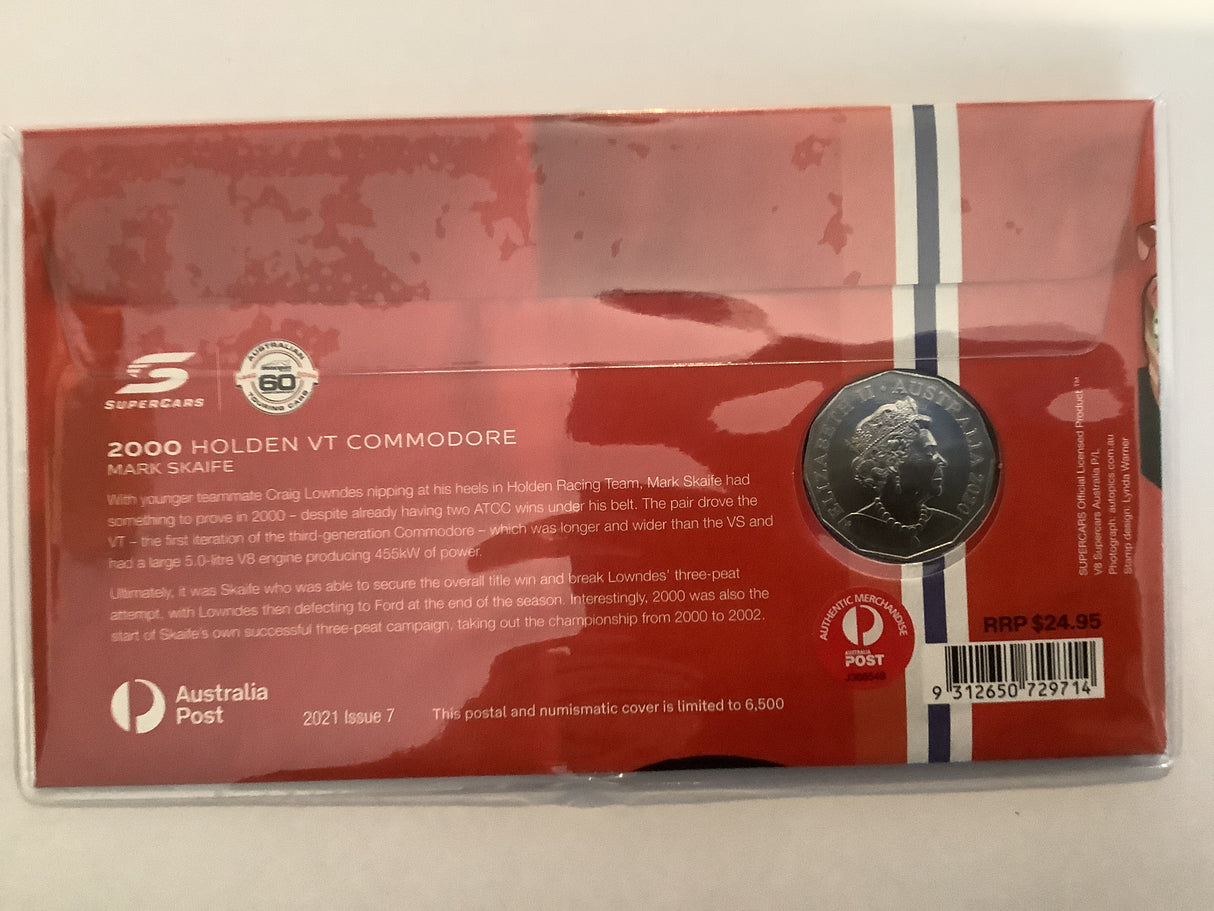 SUPERCARS
AUSTRALIAN
60
TOURING CARS
2000 HOLDEN VT COMMODORE
MARK SKAIFE
With younger teammate Craig Lowndes nipping at his heels in Holden Racing Team, Mark Skaife had
something to prove in 2000 – despite already having two ATCC wins under his belt. The pair drove the
VT – the first iteration of the third-generation Commodore – which was longer and wider than the VS and
had a large 5.0-litre V8 engine producing 455kW of power.
Ultimately, it was Skaife who was able to secure the overall title win and break Lowndes' three-peat
attempt, with Lowndes then defecting to Ford at the end of the season. Interestingly, 2000 was also the
start of Skaife's own successful three-peat campaign, taking out the championship from 2000 to 2002.
Australia
Post
2021 Issue 7
This postal and numismatic cover is limited to 6,500
ELIZABETH II • AUSTRALIA 2020
AUTHENTIC MERCHANDISE
AUSTRALIA
POST
SUPERCARS Official Licensed Product™
V8 Supercars Australia P/L
Photograph: autopics.com.au
Stamp design: Lynda Warner
RRP $24.95
9 312650 729714